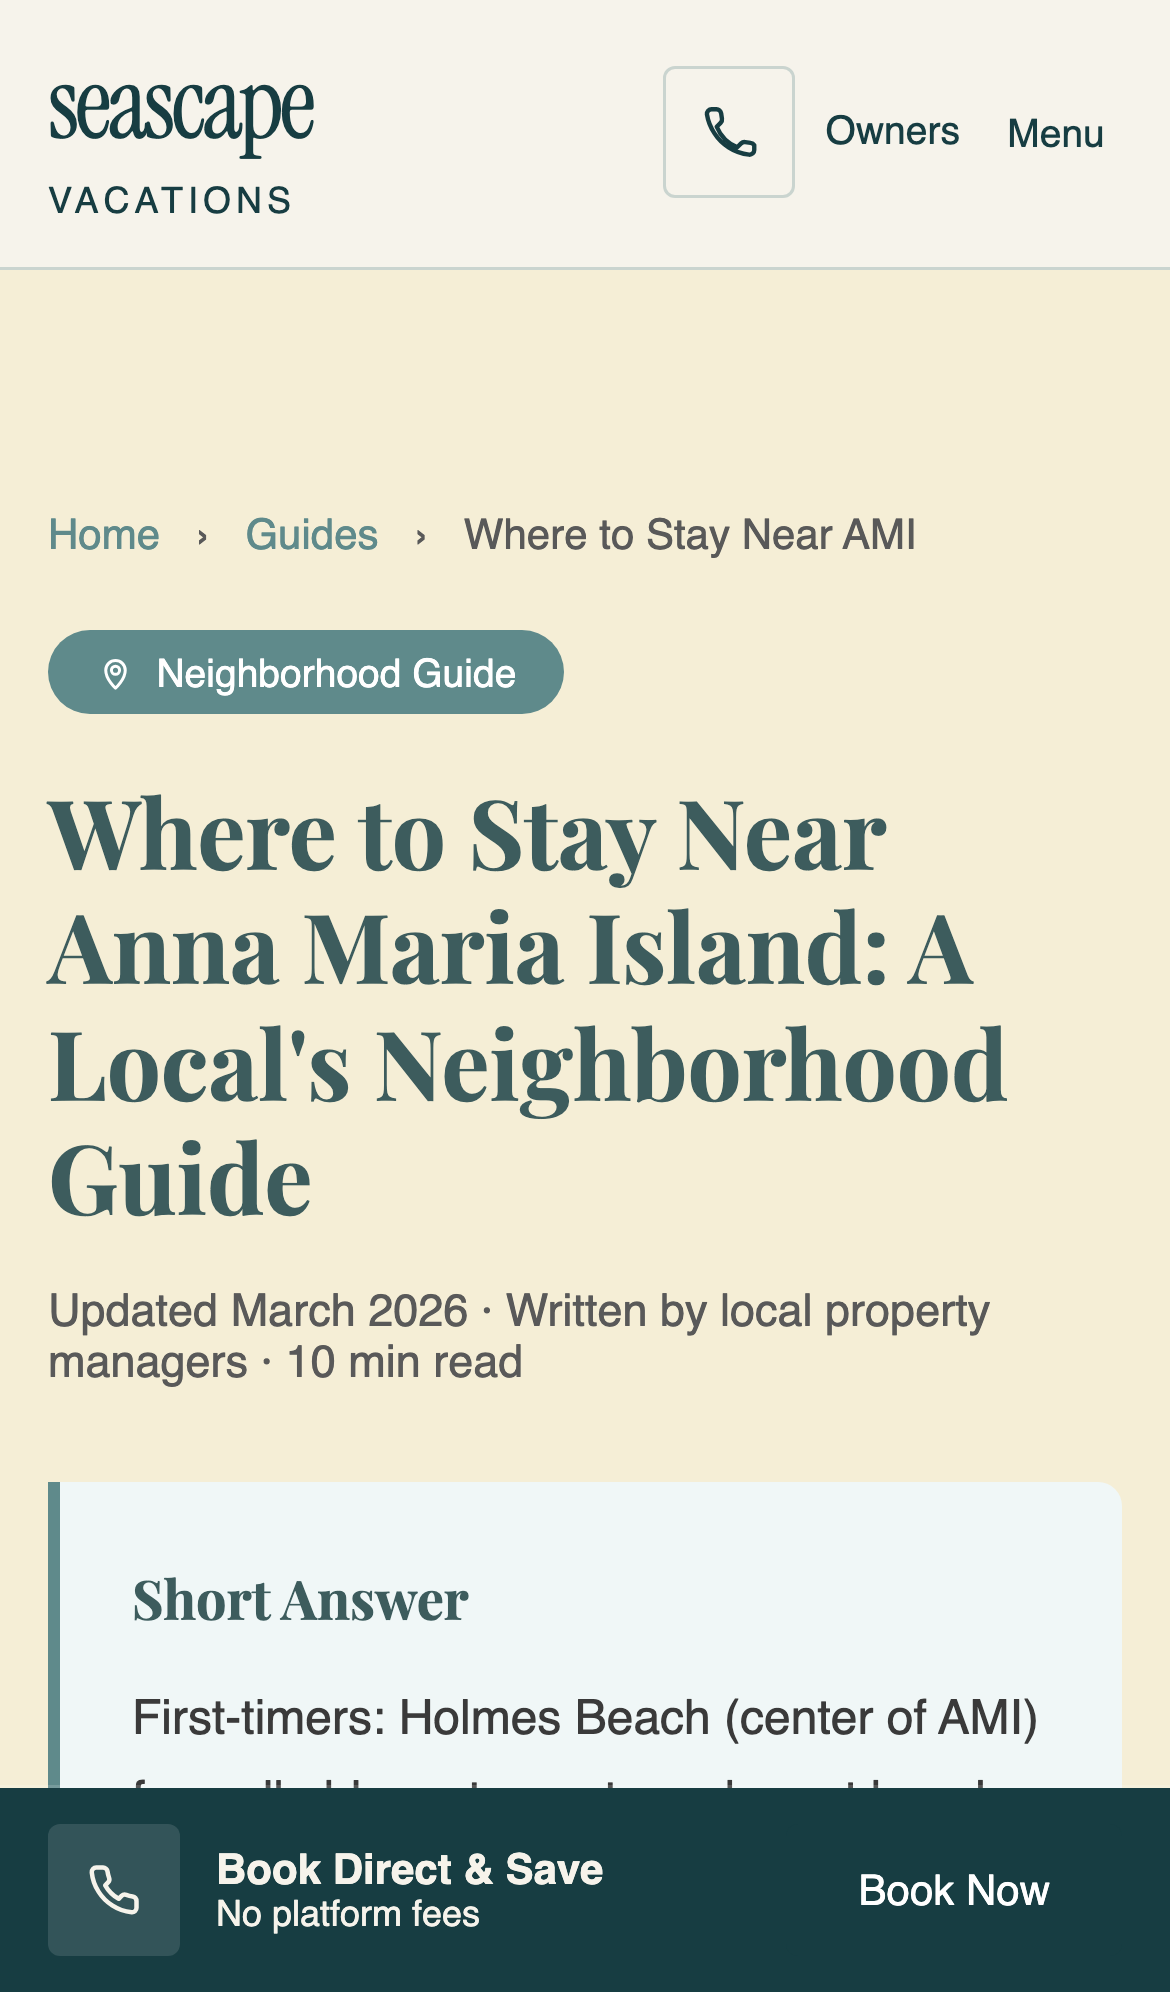 seascape
VACATIONS
Owners
Menu
Home › Guides › Where to Stay Near AMI
Neighborhood Guide
Where to Stay Near
Anna Maria Island: A
Local's Neighborhood
Guide
Updated March 2026 · Written by local property
managers · 10 min read
Short Answer
First-timers: Holmes Beach (center of AMI)
Book Direct & Save
No platform fees
Book Now